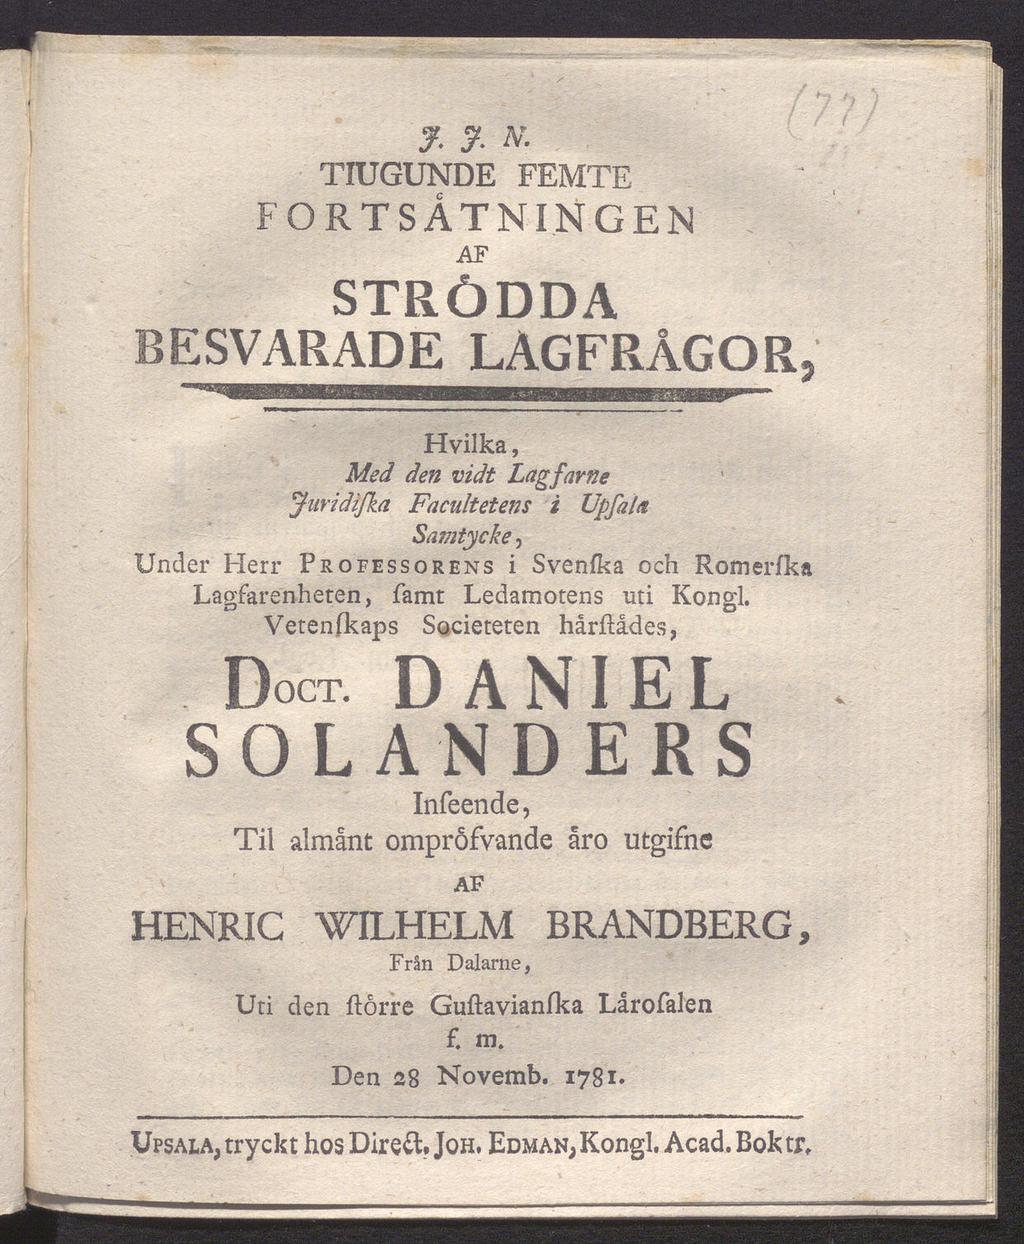 (77)
J. J. N.
TIUGUNDE FEMTE
FORTSÅTNINGEN
AF
STRÖDDA
BESVARADE LAGFRÅGOR,
Hvilka,
Med den vidt Lagfarne
Juridiſka Facultetens i Upſala
Samtycke,
Under Herr PROFESSORENS i Svenſka och Romerſka
Lagfarenheten, ſamt Ledamotens uti Kongl.
Vetenſkaps Societeten hårſtådes,
DOCT. DANIEL
SOLANDERS
Inſeende,
Til almånt omprófvande åro utgifne
AF
HENRIC WILHELM BRANDBERG,
Från Dalarne,
Uti den ſtórre Guſtavianſka Låroſalen
f. m.
Den 28 Novemb. 1781.
UPSALA, tryckt hos Direct. JOH. EDMAN, Kongl. Acad. Boktr.